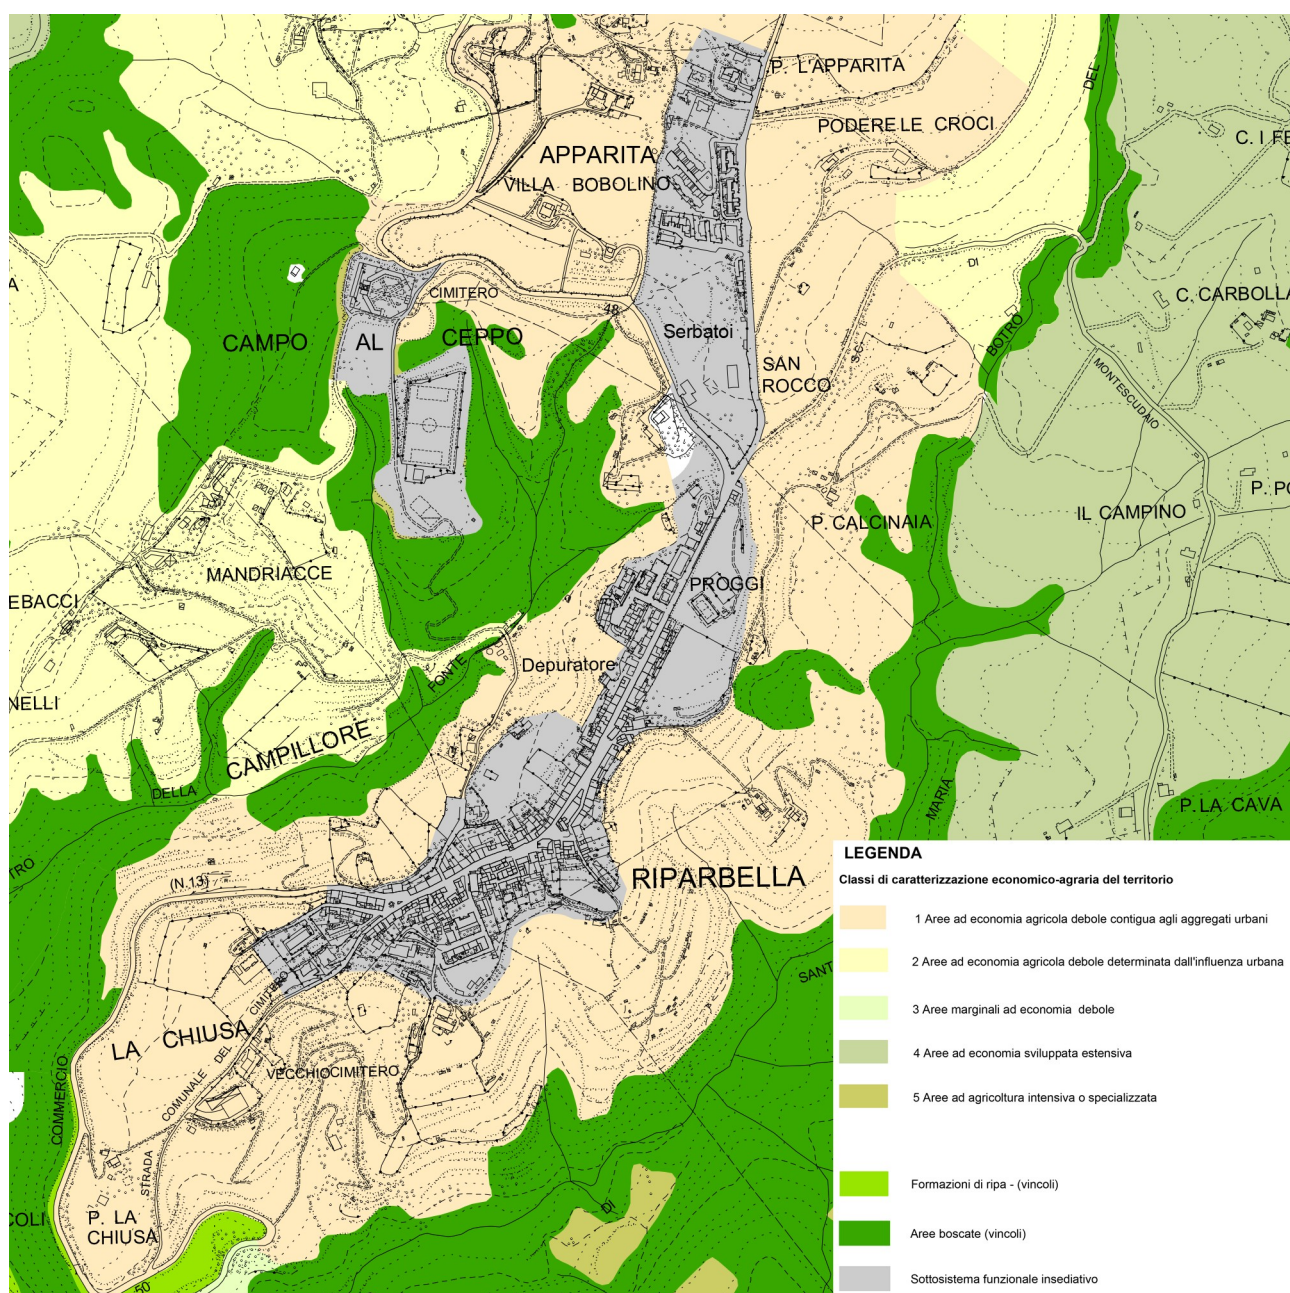 P. L'APPARITA
DEL
PODERE LE CROCI
C. I FE
APPARITA
VILLA BOBOLINO
DI
A
CIMITERO
C. CARBOLLA
48
CAMPO AL CEPPO
Serbatoi
BOTRO
S.C.
SAN
ROCCO
MONTESCUDAIO
P. PO
IL CAMPINO
P. CALCINAIA
MANDRIACCE
PROGGI
EBACCI
Depuratore
PONTE
NELLI
CAMPILLORE
DELLA
MARIA
P. LA CAVA
TRO
(N.13)
RIPARBELLA
SANT
CIMITERO
LA CHIUSA
DEL
VECCHIOCIMITERO
COMMERCIO
COMUNALE
STRADA
DI
COLI
P. LA
CHIUSA
50
LEGENDA
Classi di caratterizzazione economico-agraria del territorio
1 Aree ad economia agricola debole contigua agli aggregati urbani
2 Aree ad economia agricola debole determinata dall'influenza urbana
3 Aree marginali ad economia debole
4 Aree ad economia sviluppata estensiva
5 Aree ad agricoltura intensiva o specializzata
Formazioni di ripa - (vincoli)
Aree boscate (vincoli)
Sottosistema funzionale insediativo